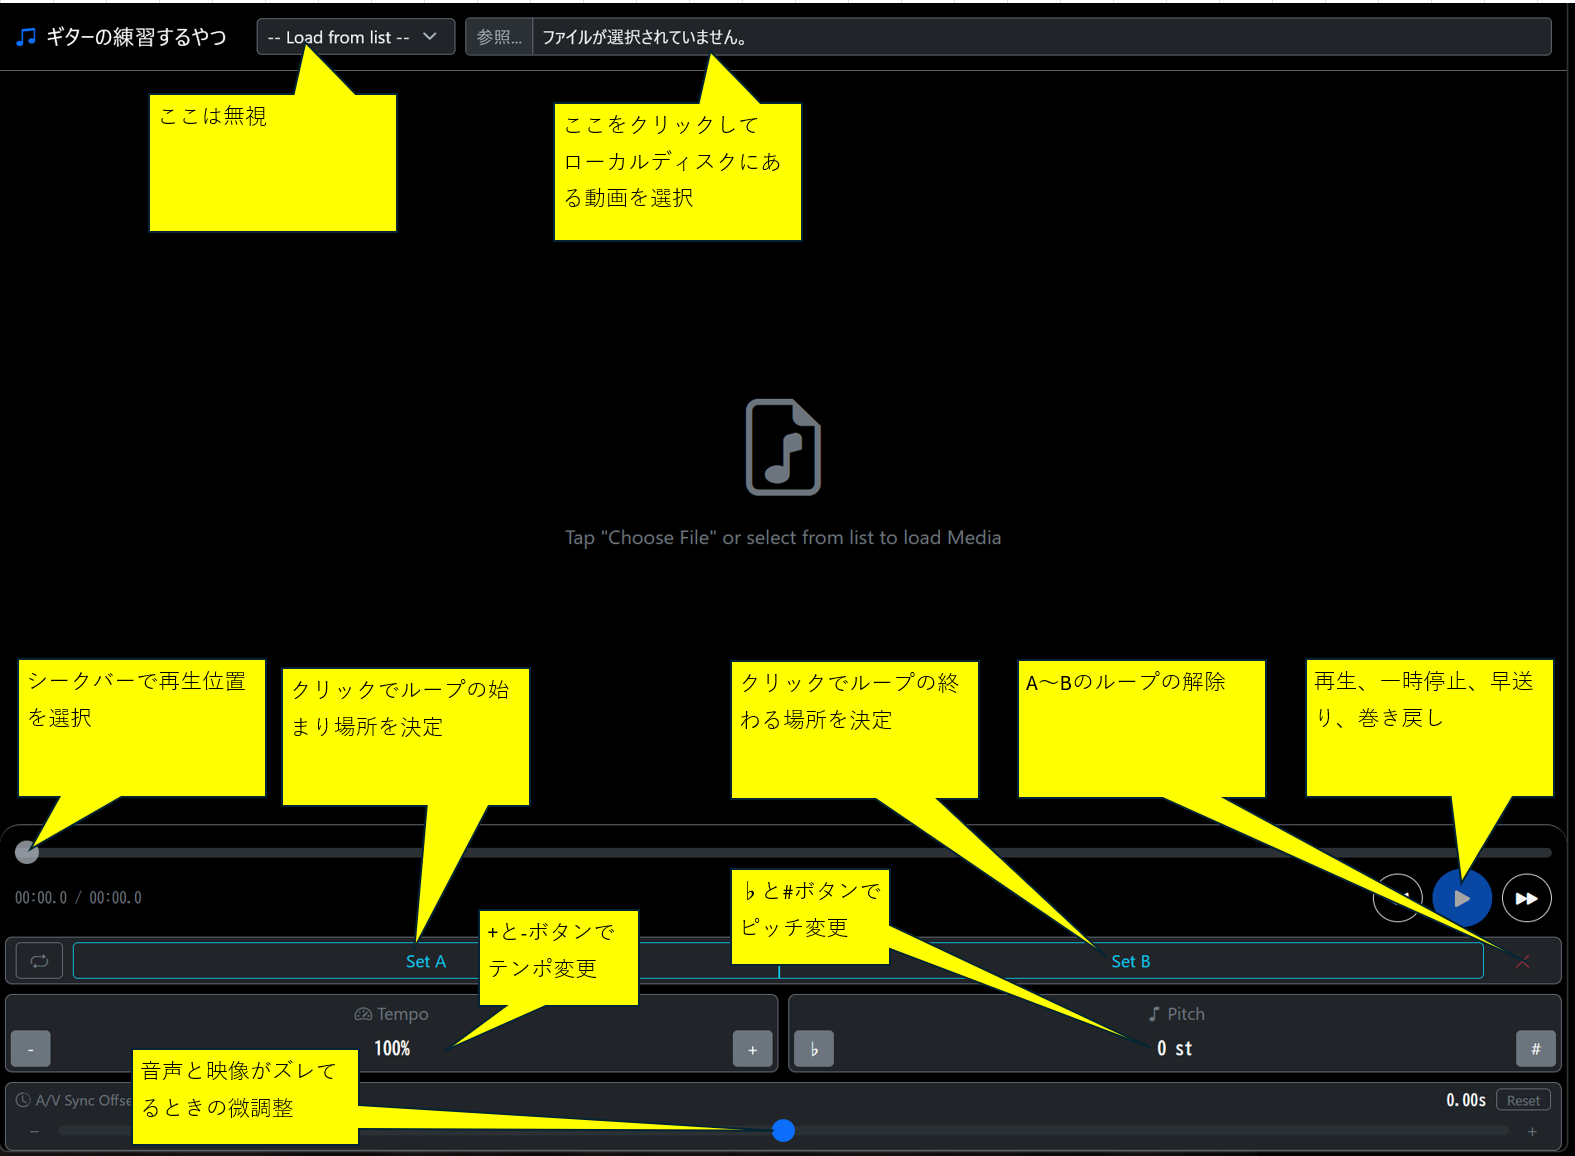 ギターの練習するやつ
-- Load from list --
参照...
ファイルが選択されていません。
ここは無視
ここをクリックして
ローカルディスクにあ
る動画を選択
Tap "Choose File" or select from list to load Media
シークバーで再生位置
を選択
クリックでループの始
まり場所を決定
クリックでループの終
わる場所を決定
A～Bのループの解除
再生、一時停止、早送
り、巻き戻し
00:00.0 / 00:00.0
Set A
Set B
+と-ボタンで
テンポ変更
♭と#ボタンで
ピッチ変更
Tempo
- 100% +
Pitch
♭ 0 st #
音声と映像がズレて
るときの微調整
A/V Sync Offse
0.00s
Reset
− +